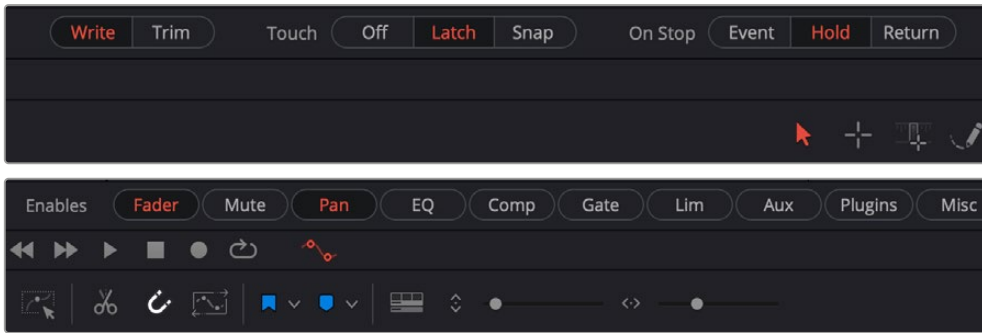 Write Trim Touch Off Latch Snap On Stop Event Hold Return
Enables Fader Mute Pan EQ Comp Gate Lim Aux Plugins Misc